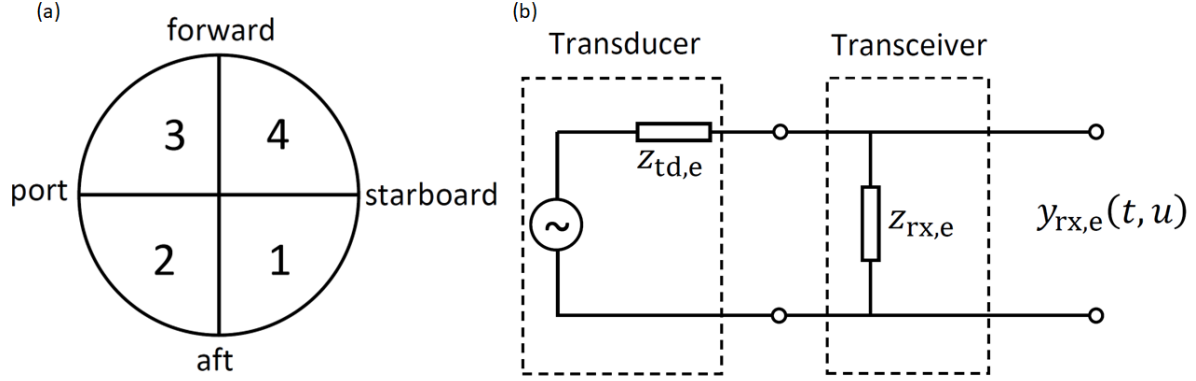 (a)
forward
3 4
port
starboard
2 1
aft
(b)
Transducer
Transceiver
z_td,e
~
z_rx,e
y_rx,e(t, u)